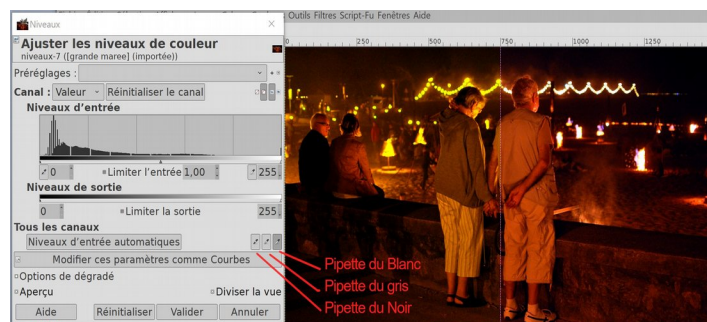 Niveaux
Outils Filtres Script-Fu Fenêtres Aide
Ajuster les niveaux de couleur
niveaux-7 ([grande maree] (importée))
0 250 500 750 1000 1250
Préréglages :
Canal : Valeur Réinitialiser le canal
Niveaux d'entrée
0 Limiter l'entrée 1,00 255
Niveaux de sortie
0 Limiter la sortie 255
Tous les canaux
Niveaux d'entrée automatiques
Modifier ces paramètres comme Courbes
Pipette du Blanc
Options de dégradé
Pipette du gris
Aperçu Diviser la vue
Pipette du Noir
Aide Réinitialiser Valider Annuler